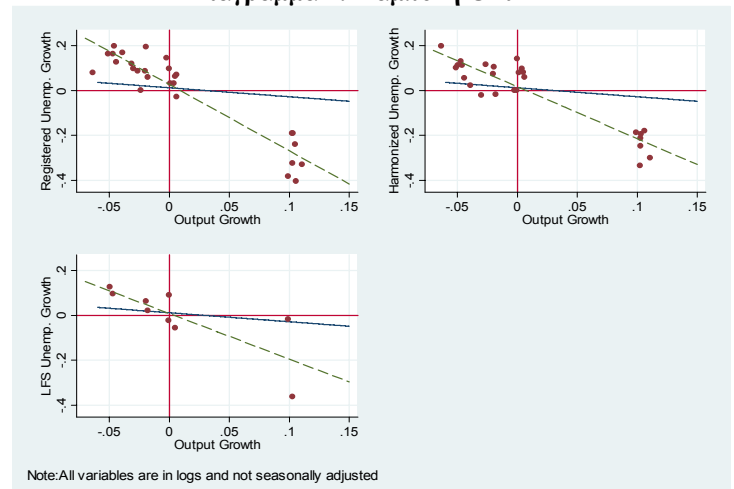 Registered Unemp. Growth
.2
0
-.2
-.4
-.05 0 .05 .1 .15
Output Growth
Harmonized Unemp. Growth
.2
0
-.2
-.4
-.05 0 .05 .1 .15
Output Growth
LFS Unemp. Growth
.2
0
-.2
-.4
-.05 0 .05 .1 .15
Output Growth
Note:All variables are in logs and not seasonally adjusted